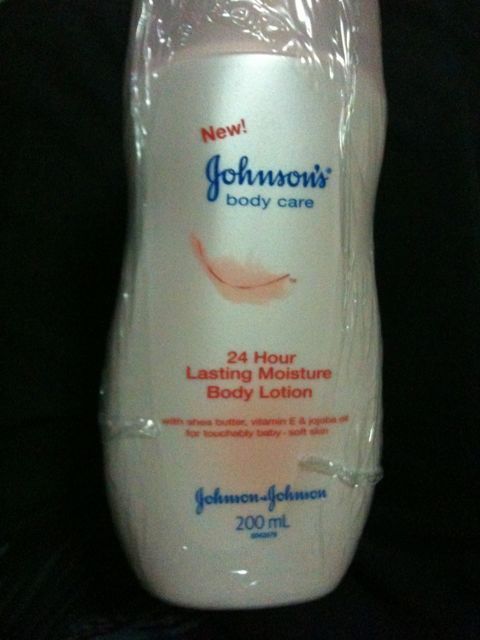 New!
Johnson's®
body care
24 Hour
Lasting Moisture
Body Lotion
with shea butter, vitamin E & jojoba oil
for touchably baby-soft skin
Johnson & Johnson
200 mL